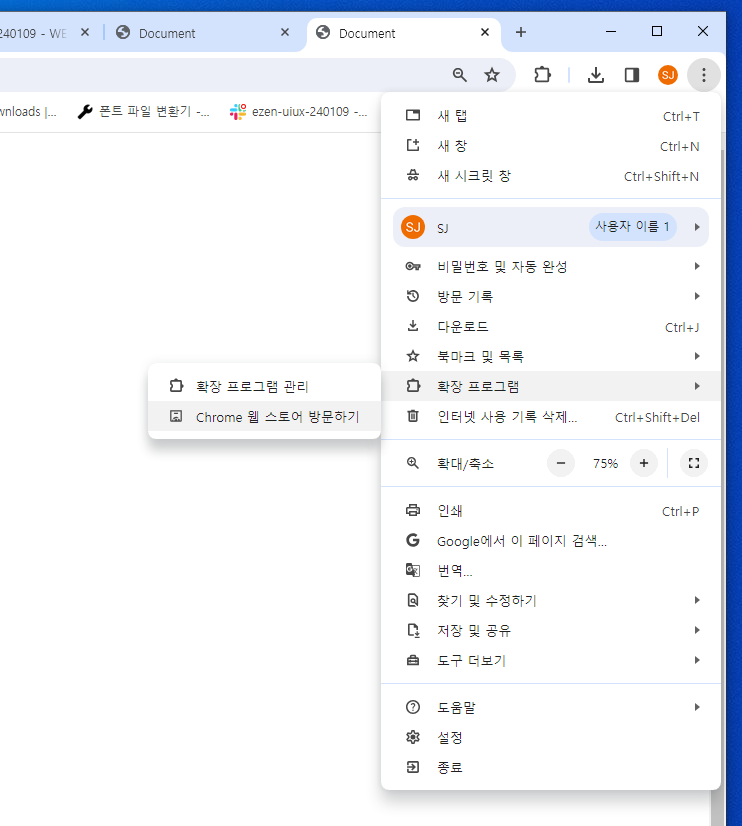 240109 - WE
Document
Document
SJ
wnloads |...
폰트 파일 변환기 -...
ezen-uiux-240109 -...
새 탭 Ctrl+T
새 창 Ctrl+N
새 시크릿 창 Ctrl+Shift+N
SJ SJ 사용자 이름 1
비밀번호 및 자동 완성
방문 기록
다운로드 Ctrl+J
북마크 및 목록
확장 프로그램
확장 프로그램 관리
Chrome 웹 스토어 방문하기
인터넷 사용 기록 삭제... Ctrl+Shift+Del
확대/축소 − 75% +
인쇄 Ctrl+P
Google에서 이 페이지 검색...
번역...
찾기 및 수정하기
저장 및 공유
도구 더보기
도움말
설정
종료